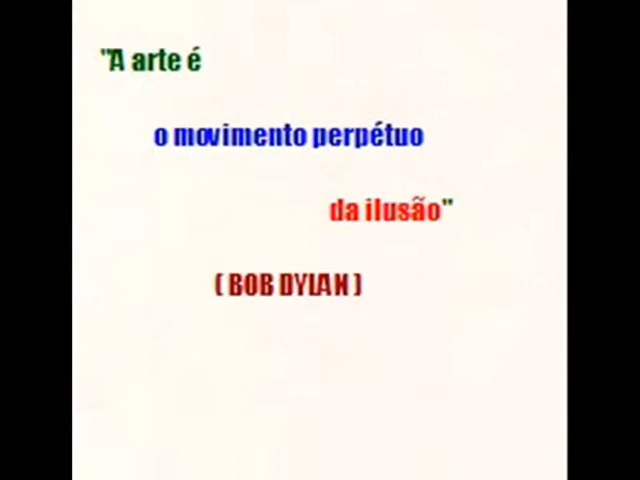 "A arte é
o movimento perpétuo
da ilusão"
( BOB DYLAN )